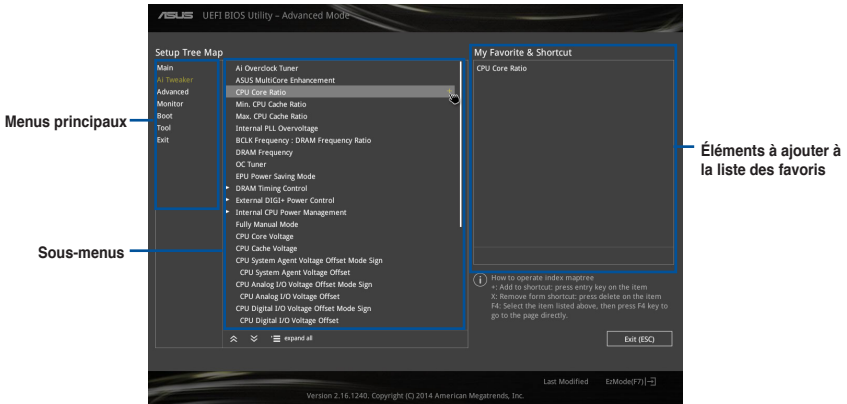 ASUS UEFI BIOS Utility – Advanced Mode
Setup Tree Map
Main
Ai Tweaker
Advanced
Monitor
Boot
Tool
Exit
Ai Overclock Tuner
ASUS MultiCore Enhancement
CPU Core Ratio
Min. CPU Cache Ratio
Max. CPU Cache Ratio
Internal PLL Overvoltage
BCLK Frequency : DRAM Frequency Ratio
DRAM Frequency
OC Tuner
EPU Power Saving Mode
DRAM Timing Control
External DIGI+ Power Control
Internal CPU Power Management
Fully Manual Mode
CPU Core Voltage
CPU Cache Voltage
CPU System Agent Voltage Offset Mode Sign
CPU System Agent Voltage Offset
CPU Analog I/O Voltage Offset Mode Sign
CPU Analog I/O Voltage Offset
CPU Digital I/O Voltage Offset Mode Sign
CPU Digital I/O Voltage Offset
expand all
My Favorite & Shortcut
CPU Core Ratio
How to operate index maptree
+: Add to shortcut: press entry key on the item
X: Remove form shortcut: press delete on the item
F4: Select the item listed above, then press F4 key to
go to the page directly.
Exit (ESC)
Last Modified EzMode(F7)
Version 2.16.1240. Copyright (C) 2014 American Megatrends, Inc.
Menus principaux
Sous-menus
Éléments à ajouter à
la liste des favoris